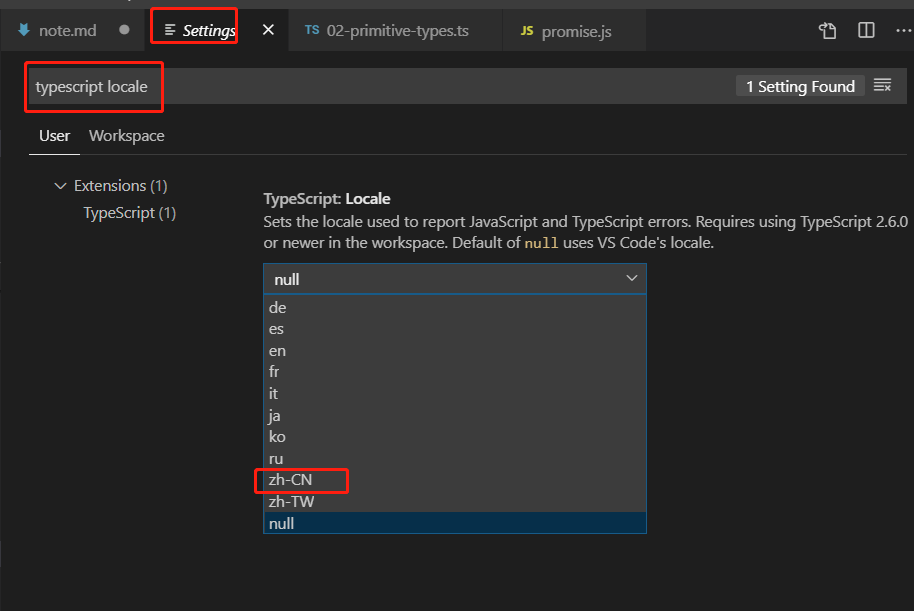 note.md
Settings
TS 02-primitive-types.ts
JS promise.js
typescript locale
1 Setting Found
User Workspace
Extensions (1)
TypeScript (1)
TypeScript: Locale
Sets the locale used to report JavaScript and TypeScript errors. Requires using TypeScript 2.6.0
or newer in the workspace. Default of null uses VS Code's locale.
null
de
es
en
fr
it
ja
ko
ru
zh-CN
zh-TW
null